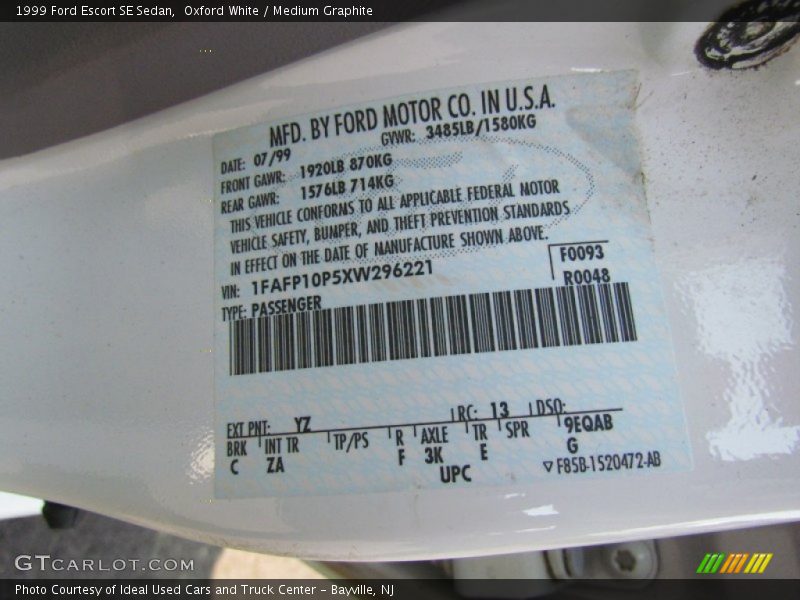 1999 Ford Escort SE Sedan,  Oxford White / Medium Graphite
MFD. BY FORD MOTOR CO. IN U.S.A.
DATE: 07/99 GVWR: 3485LB/1580KG
FRONT GAWR: 1920LB 870KG
REAR GAWR: 1576LB 714KG
THIS VEHICLE CONFORMS TO ALL APPLICABLE FEDERAL MOTOR
VEHICLE SAFETY, BUMPER, AND THEFT PREVENTION STANDARDS
IN EFFECT ON THE DATE OF MANUFACTURE SHOWN ABOVE.
VIN: 1FAFP10P5XW296221 F0093
TYPE: PASSENGER R0048
EXT PNT: YZ RC: 13 DSO:
BRK INT TR TP/PS R AXLE TR SPR 9EQAB
C ZA F 3K E G
UPC ▽F85B-1520472-AB
GTCARLOT.COM
Photo Courtesy of Ideal Used Cars and Truck Center – Bayville, NJ